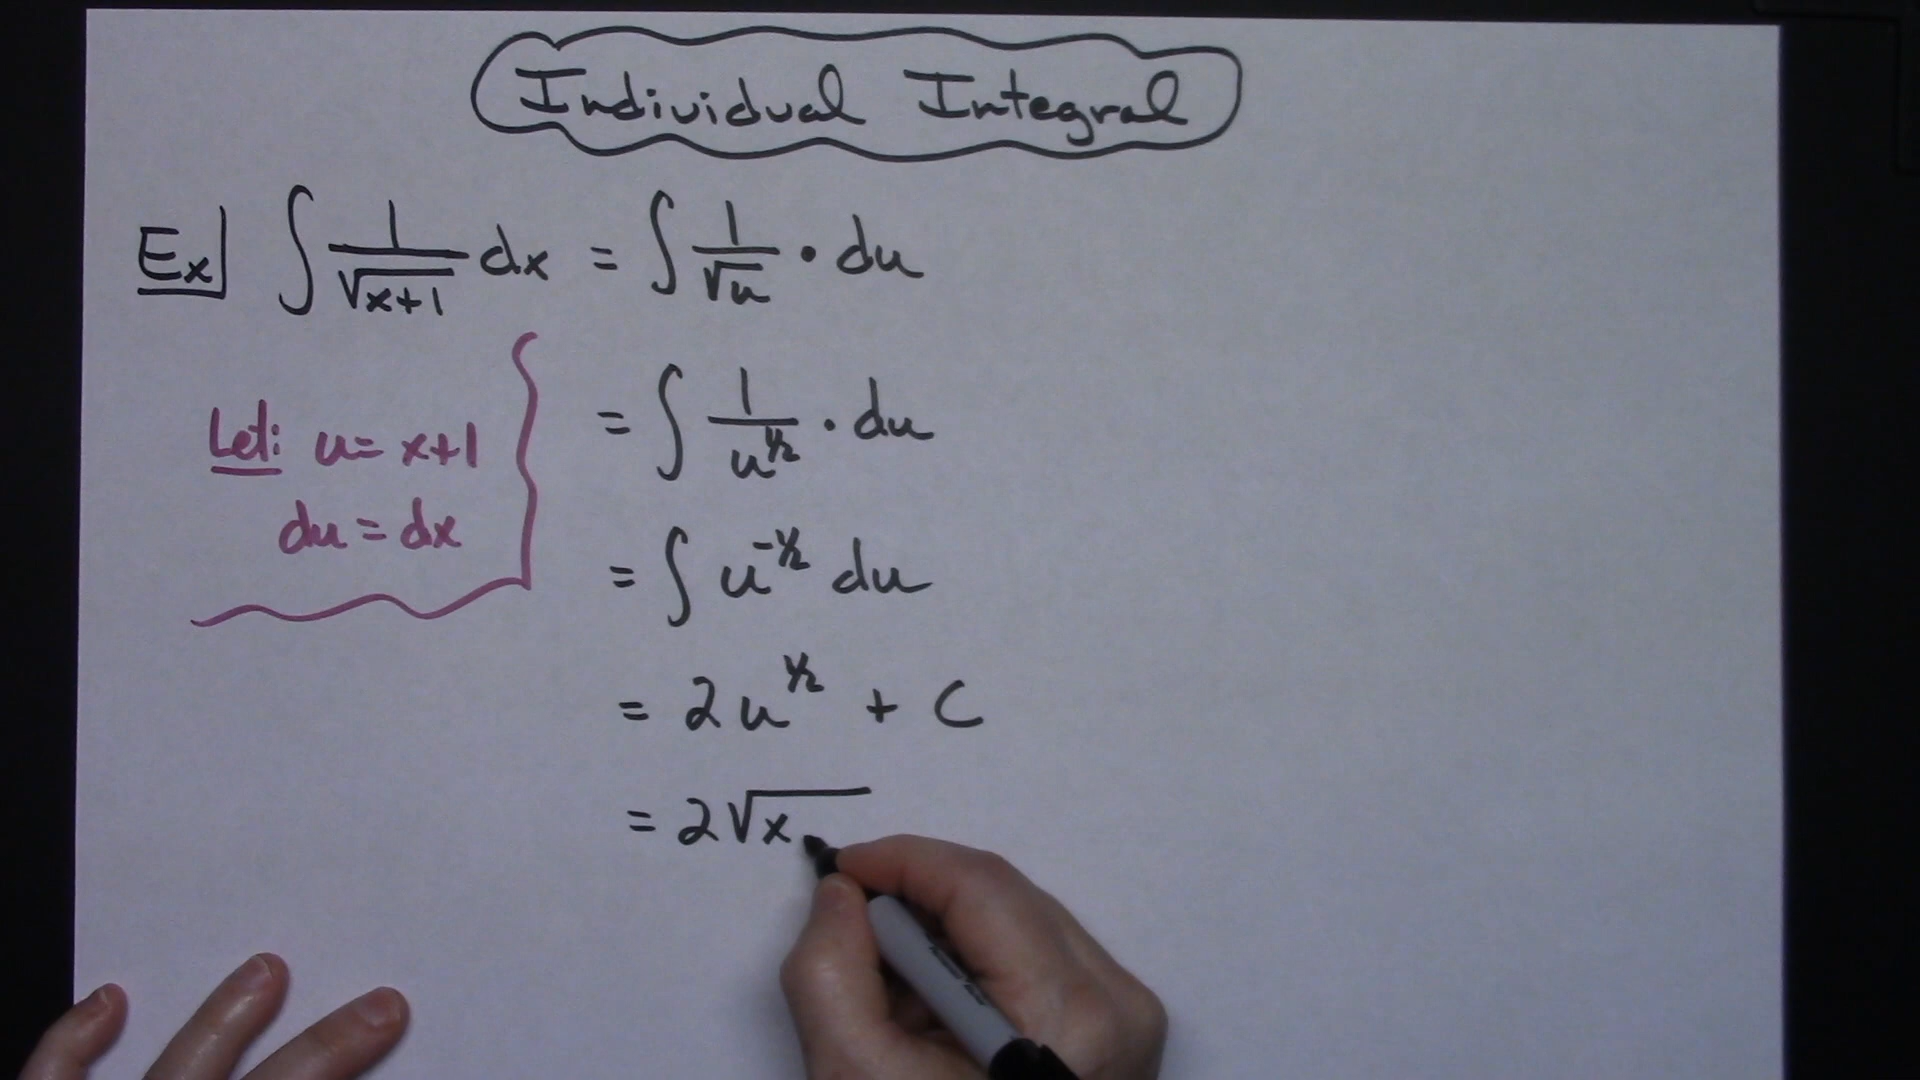 Individual Integral
Ex ∫ 1/√(x+1) dx = ∫ 1/√u · du
= ∫ 1/u^(1/2) · du
Let: u = x+1
du = dx
= ∫ u^(-1/2) du
= 2u^(1/2) + C
= 2√x